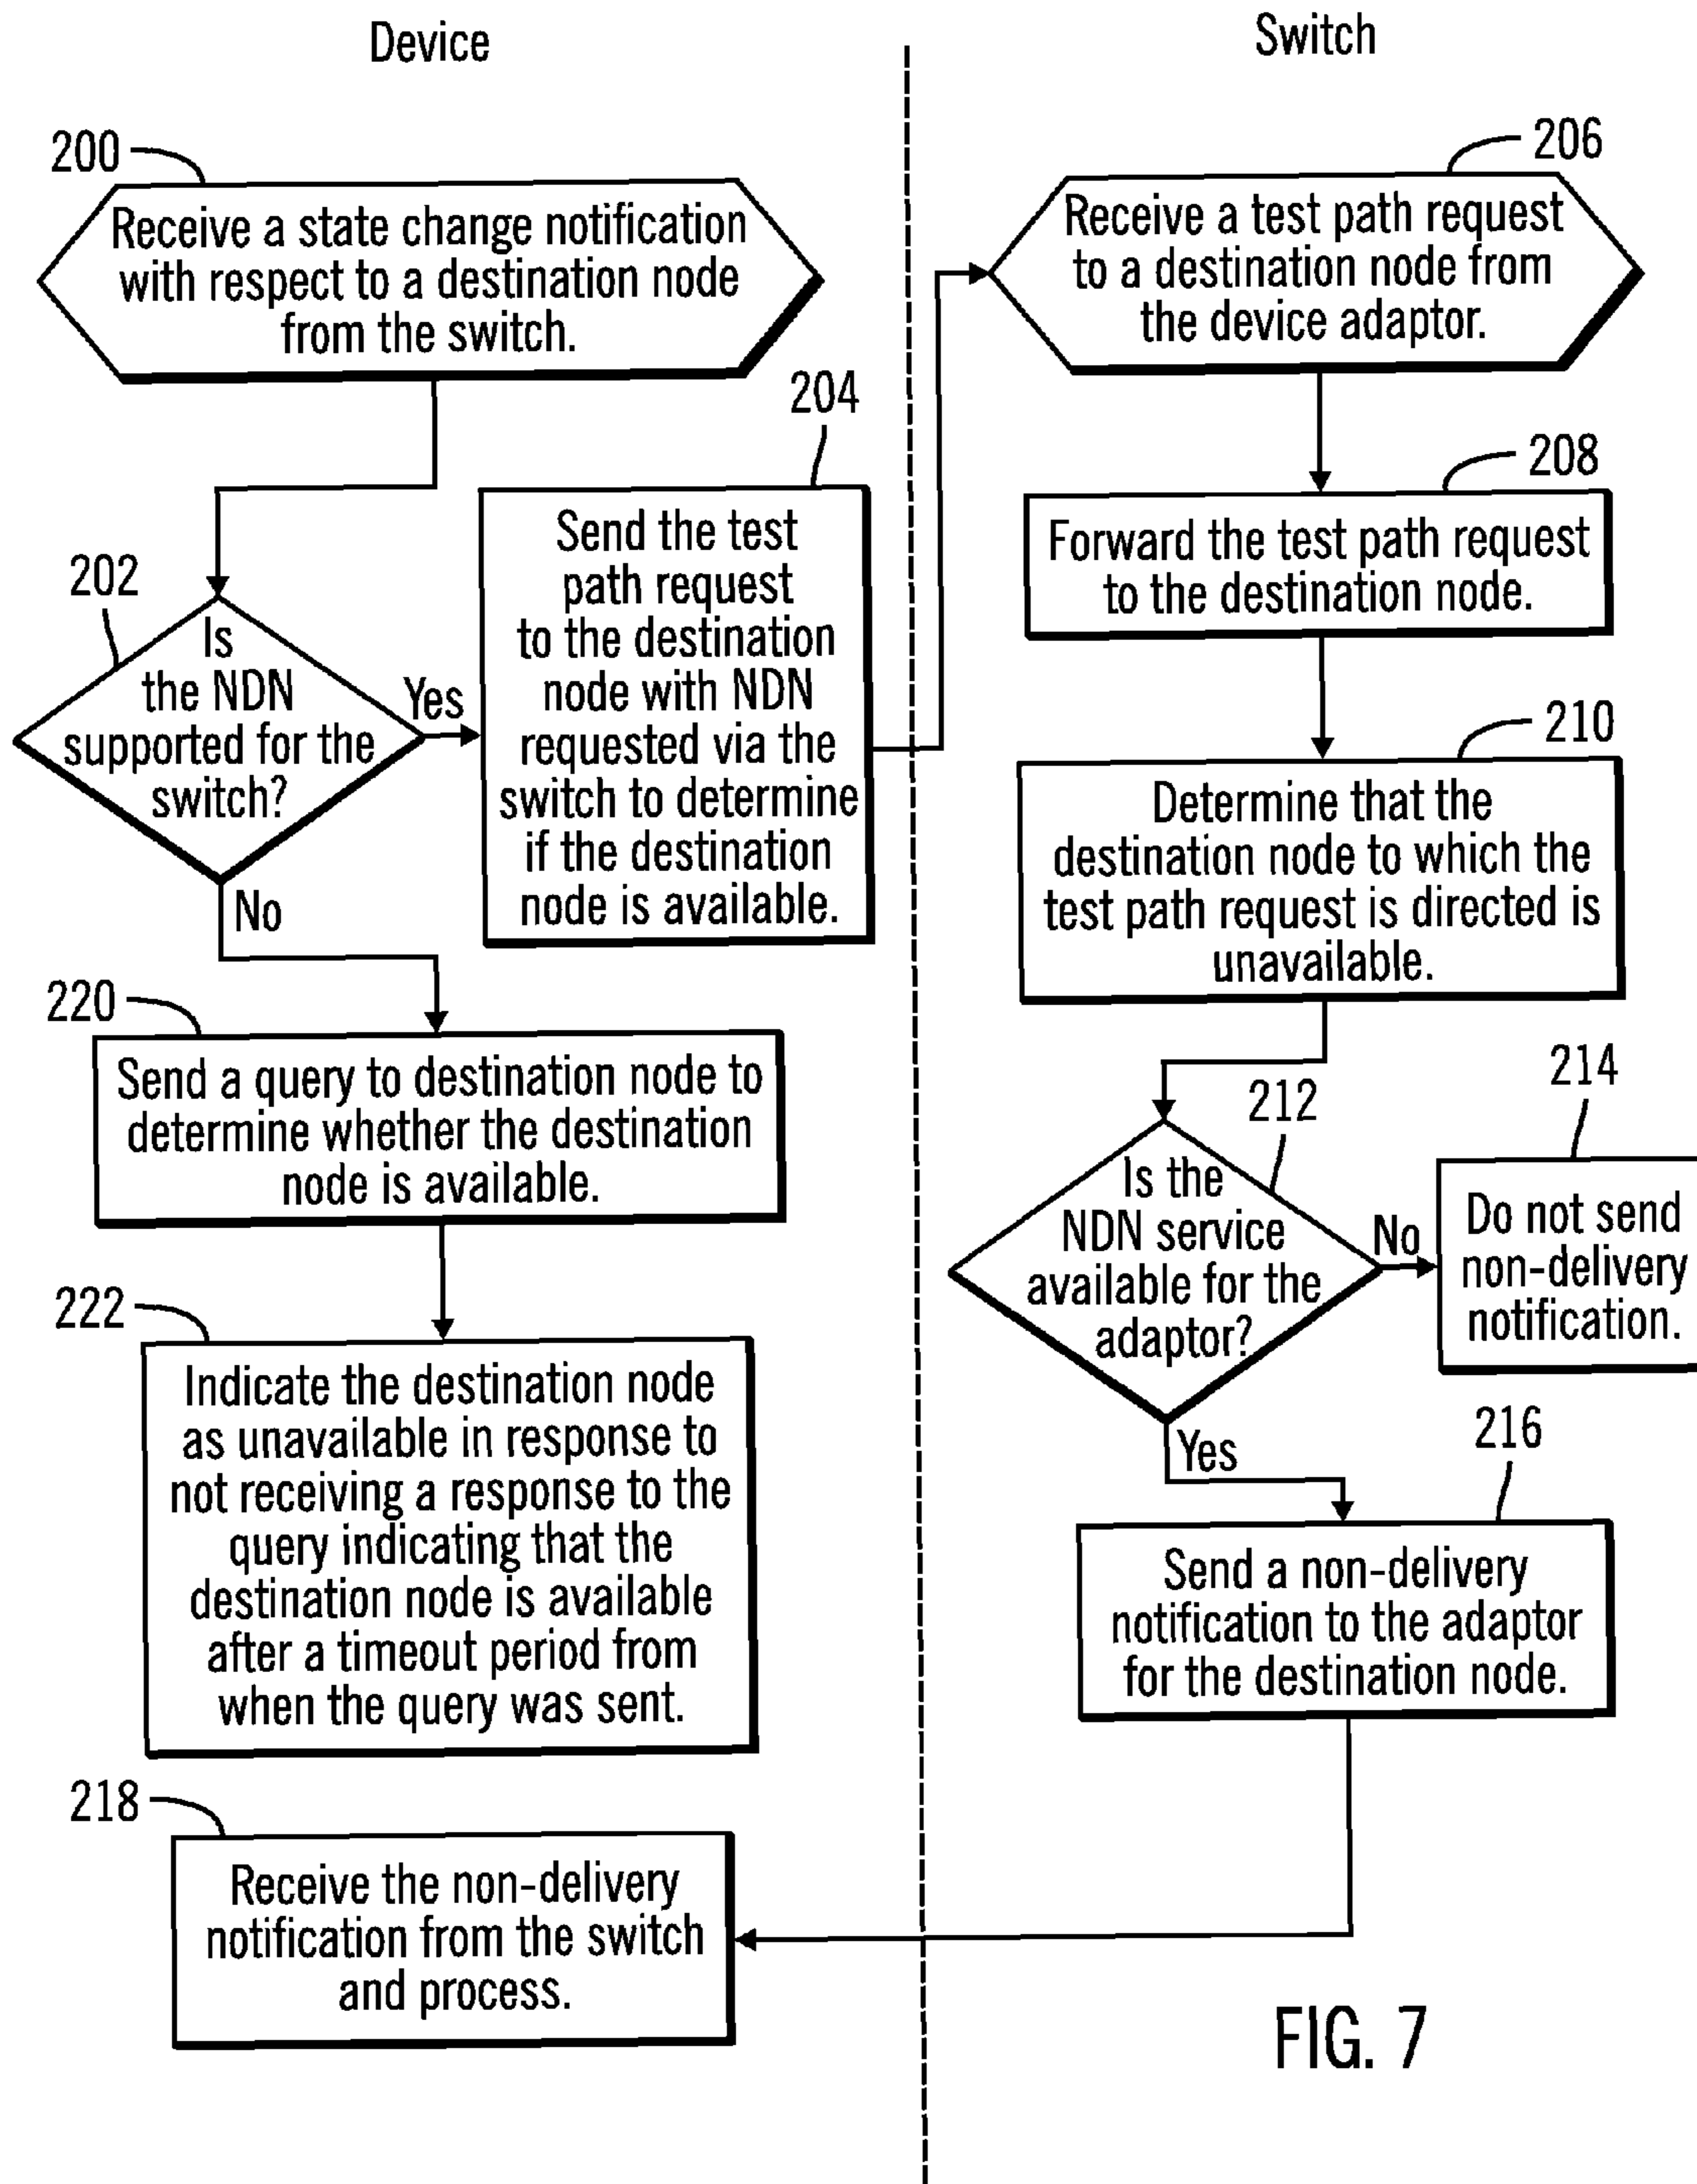 Device
Switch
200
Receive a state change notification
with respect to a destination node
from the switch.
206
Receive a test path request
to a destination node from
the device adaptor.
204
Send the test
path request
to the destination
node with NDN
requested via the
switch to determine
if the destination
node is available.
208
Forward the test path request
to the destination node.
202
Is
the NDN
supported for the
switch?
Yes
No
210
Determine that the
destination node to which the
test path request is directed is
unavailable.
220
Send a query to destination node to
determine whether the destination
node is available.
212
Is the
NDN service
available for the
adaptor?
No
Yes
214
Do not send
non-delivery
notification.
222
Indicate the destination node
as unavailable in response to
not receiving a response to the
query indicating that the
destination node is available
after a timeout period from
when the query was sent.
216
Send a non-delivery
notification to the adaptor
for the destination node.
218
Receive the non-delivery
notification from the switch
and process.
FIG. 7